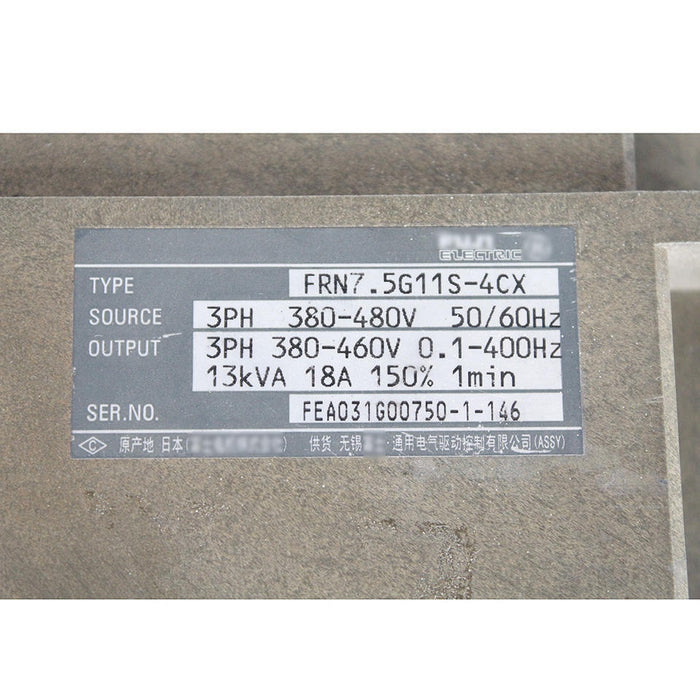 ELECTRIC
TYPE FRN7.5G11S-4CX
SOURCE 3PH 380-480V 50/60Hz
OUTPUT 3PH 380-460V 0.1-400Hz
13kVA 18A 150% 1min
SER.NO. FEA031G00750-1-146
C 原产地 日本 供货 无锡 ·通用电气驱动控制有限公司(ASSY)